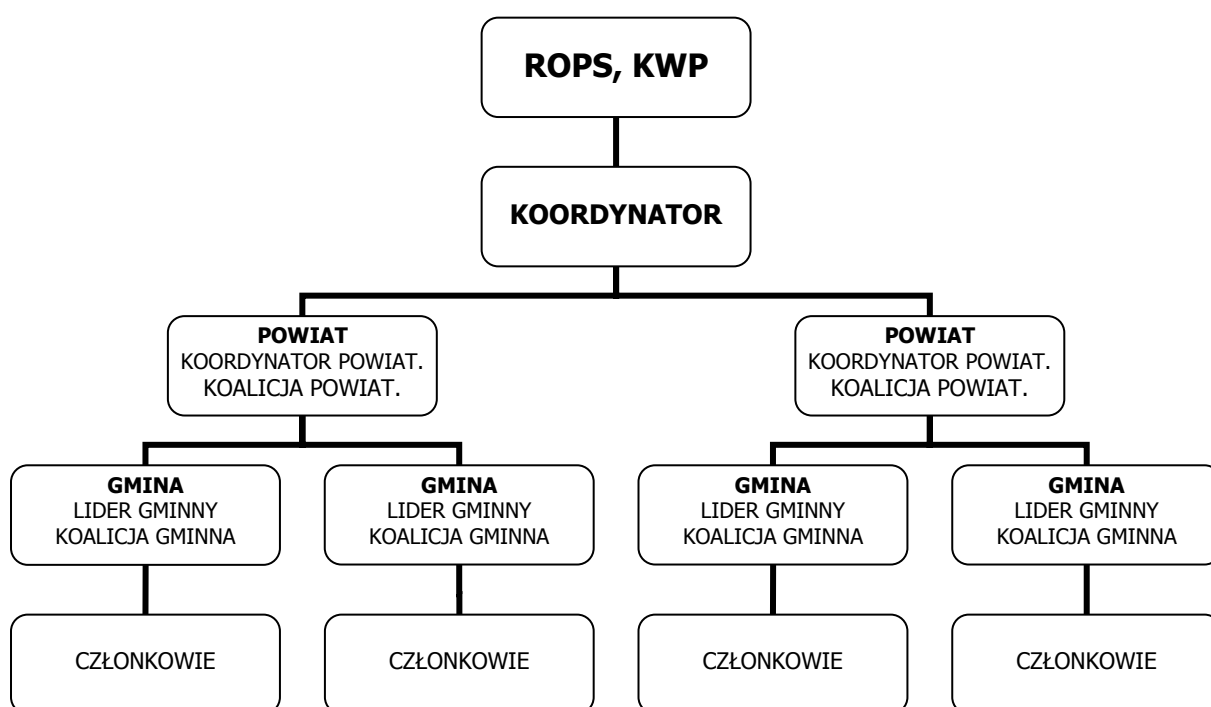 ROPS, KWP
KOORDYNATOR
POWIAT
KOORDYNATOR POWIAT.
KOALICJA POWIAT.
POWIAT
KOORDYNATOR POWIAT.
KOALICJA POWIAT.
GMINA
LIDER GMINNY
KOALICJA GMINNA
GMINA
LIDER GMINNY
KOALICJA GMINNA
GMINA
LIDER GMINNY
KOALICJA GMINNA
GMINA
LIDER GMINNY
KOALICJA GMINNA
CZŁONKOWIE
CZŁONKOWIE
CZŁONKOWIE
CZŁONKOWIE